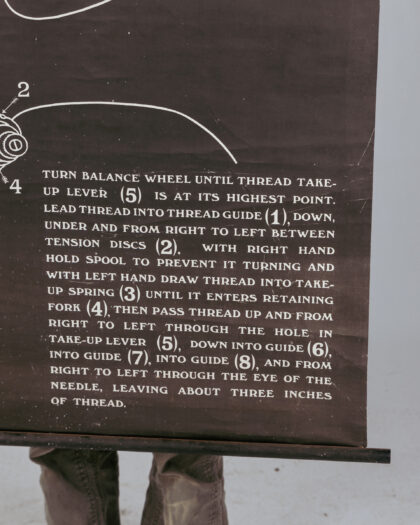 2
4
TURN BALANCE WHEEL UNTIL THREAD TAKE-
UP LEVER (5) IS AT ITS HIGHEST POINT.
LEAD THREAD INTO THREAD GUIDE (1), DOWN,
UNDER AND FROM RIGHT TO LEFT BETWEEN
TENSION DISCS (2), WITH RIGHT HAND
HOLD SPOOL TO PREVENT IT TURNING AND
WITH LEFT HAND DRAW THREAD INTO TAKE-
UP SPRING (3) UNTIL IT ENTERS RETAINING
FORK (4), THEN PASS THREAD UP AND FROM
RIGHT TO LEFT THROUGH THE HOLE IN
TAKE-UP LEVER (5), DOWN INTO GUIDE (6),
INTO GUIDE (7), INTO GUIDE (8), AND FROM
RIGHT TO LEFT THROUGH THE EYE OF THE
NEEDLE, LEAVING ABOUT THREE INCHES
OF THREAD.